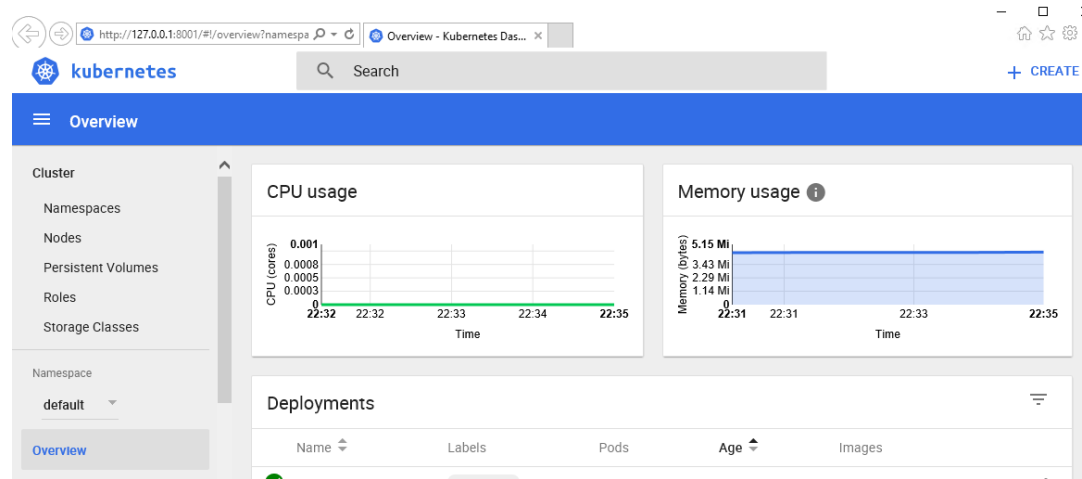 http://127.0.0.1:8001/#!/overview?namespa
Overview - Kubernetes Das...
kubernetes
Search
+ CREATE
Overview
Cluster
Namespaces
Nodes
Persistent Volumes
Roles
Storage Classes
Namespace
default
Overview
CPU usage
CPU (cores)
0.001
0.0008
0.0005
0.0003
0
22:32 22:32 22:33 22:34 22:35
Time
Memory usage
Memory (bytes)
5.15 Mi
3.43 Mi
2.29 Mi
1.14 Mi
0
22:31 22:31 22:33 22:35
Time
Deployments
Name Labels Pods Age Images